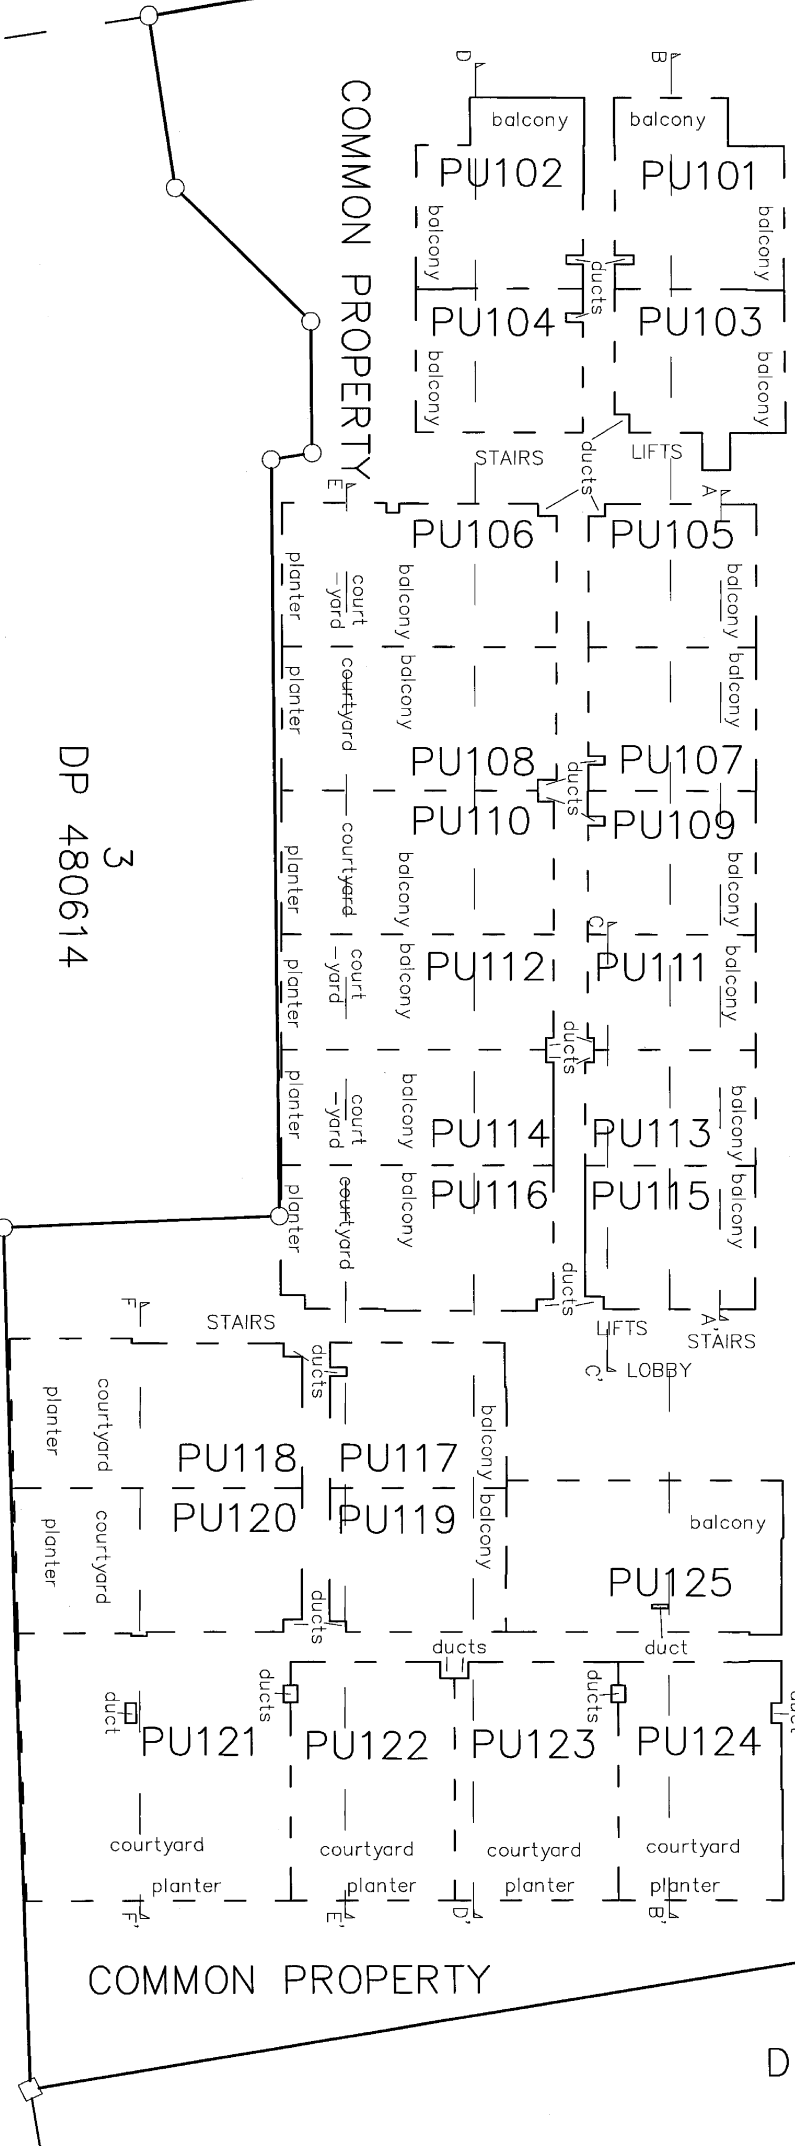 D
B
COMMON PROPERTY
balcony
balcony
PU102
PU101
balcony
balcony
ducts
PU104
PU103
balcony
balcony
STAIRS
ducts
LIFTS
E
A
PU106
PU105
planter
court
-yard
balcony
balcony
planter
courtyard
balcony
balcony
PU108
ducts
PU107
PU110
PU109
3
DP 480614
planter
courtyard
balcony
balcony
C
PU112
PU111
planter
court
-yard
balcony
balcony
ducts
planter
court
-yard
balcony
balcony
PU114
PU113
PU116
PU115
planter
courtyard
balcony
balcony
ducts
F
STAIRS
LIFTS
A'
STAIRS
C'
LOBBY
ducts
planter
courtyard
balcony
PU118
PU117
PU120
PU119
planter
courtyard
balcony
balcony
PU125
ducts
ducts
duct
duct
ducts
ducts
duct
PU121
PU122
PU123
PU124
courtyard
courtyard
courtyard
courtyard
planter
planter
planter
planter
F'
E'
D'
B'
COMMON PROPERTY
D